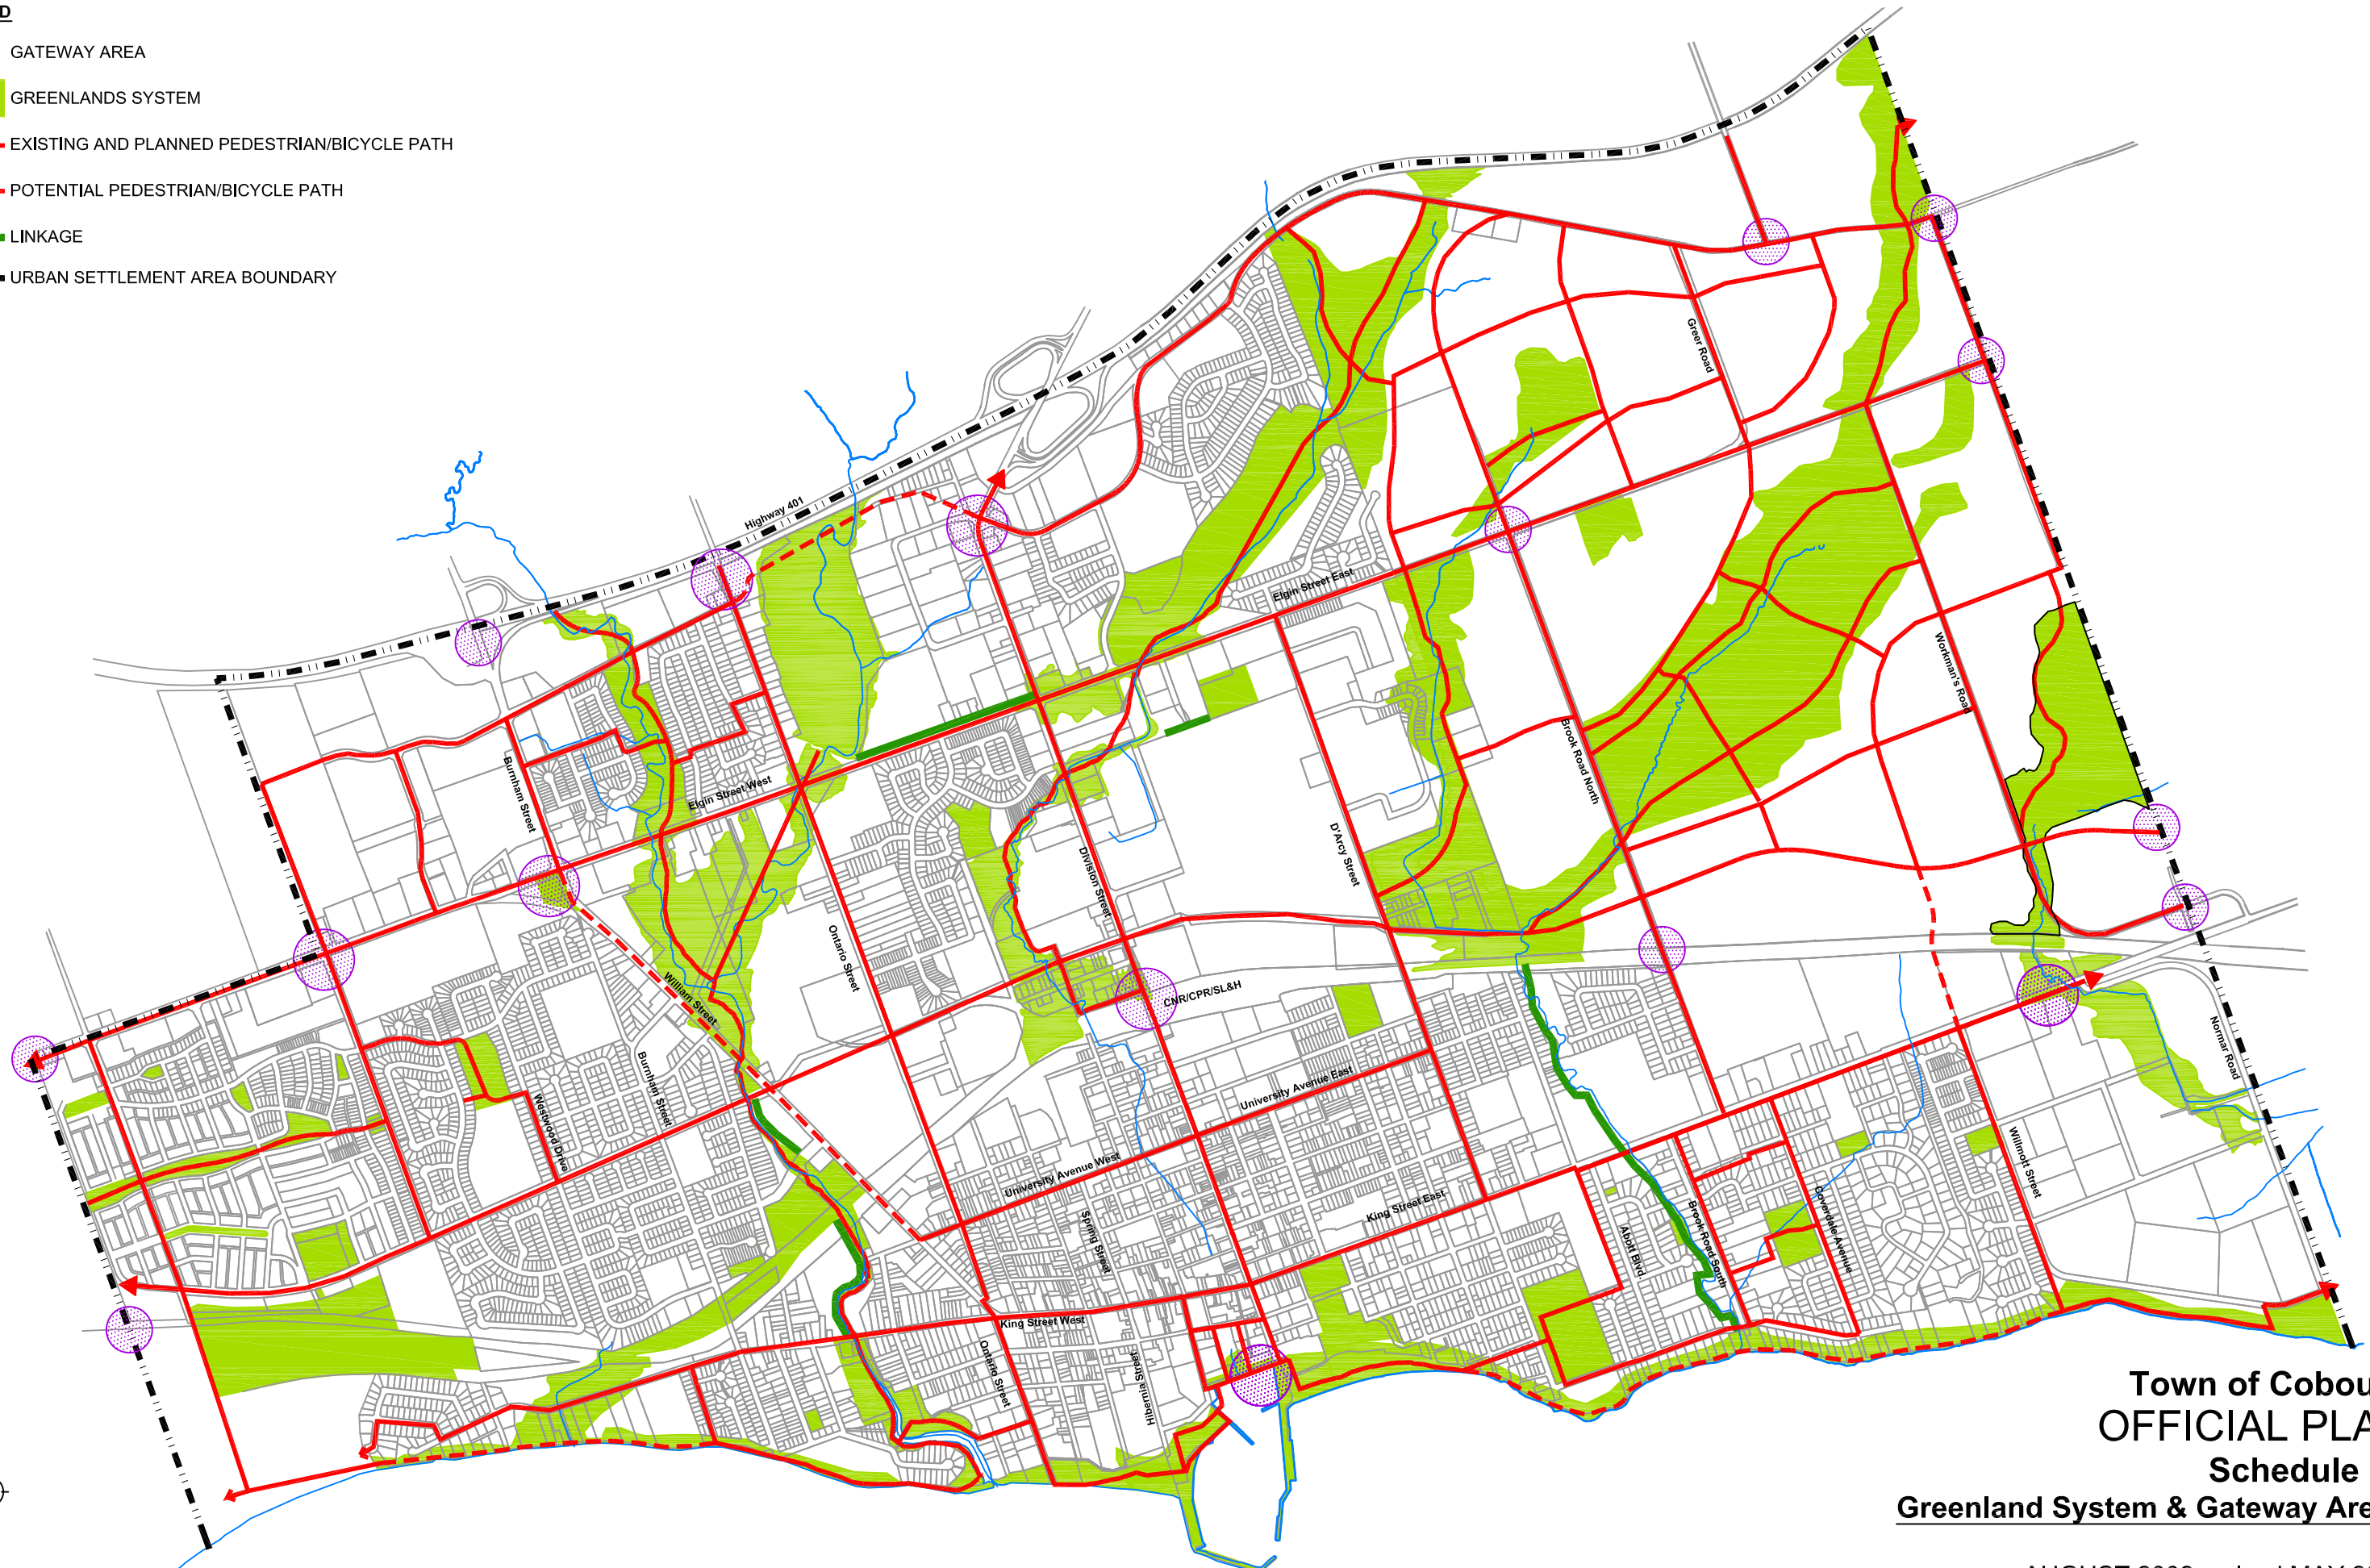 D
GATEWAY AREA
GREENLANDS SYSTEM
EXISTING AND PLANNED PEDESTRIAN/BICYCLE PATH
POTENTIAL PEDESTRIAN/BICYCLE PATH
LINKAGE
URBAN SETTLEMENT AREA BOUNDARY
Greer Road
Highway 401
Elgin Street East
Workman's Road
Brook Road North
Burnham Street
Elgin Street West
D'Arcy Street
Division Street
Ontario Street
William Street
CNR/CPR/SL&H
Normar Road
Burnham Street
Westwood Drive
University Avenue East
University Avenue West
Willmott Street
Spring Street
King Street East
Coverdale Avenue
Brook Road South
Abott Blvd.
King Street West
Ontario Street
Hibernia Street
Town of Cobou
OFFICIAL PLA
Schedule
Greenland System & Gateway Are